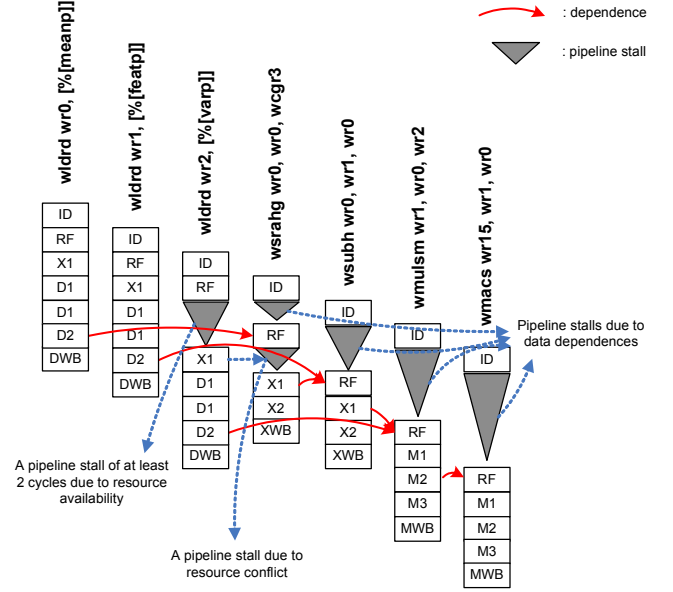 : dependence
: pipeline stall
wldrd wr0, [%[meanp]]
wldrd wr1, [%[featp]]
wldrd wr2, [%[varp]]
wsrahg wr0, wr0, wcgr3
wsubh wr0, wr1, wr0
wmulsm wr1, wr0, wr2
wmacs wr15, wr1, wr0
ID
RF
X1
D1
D1
D2
DWB
ID
RF
X1
D1
D1
D2
DWB
ID
RF
X1
D1
D1
D2
DWB
ID
RF
X1
X2
XWB
ID
RF
X1
X2
XWB
ID
RF
M1
M2
M3
MWB
ID
RF
M1
M2
M3
MWB
Pipeline stalls due to
data dependences
A pipeline stall of at least
2 cycles due to resource
availability
A pipeline stall due to
resource conflict